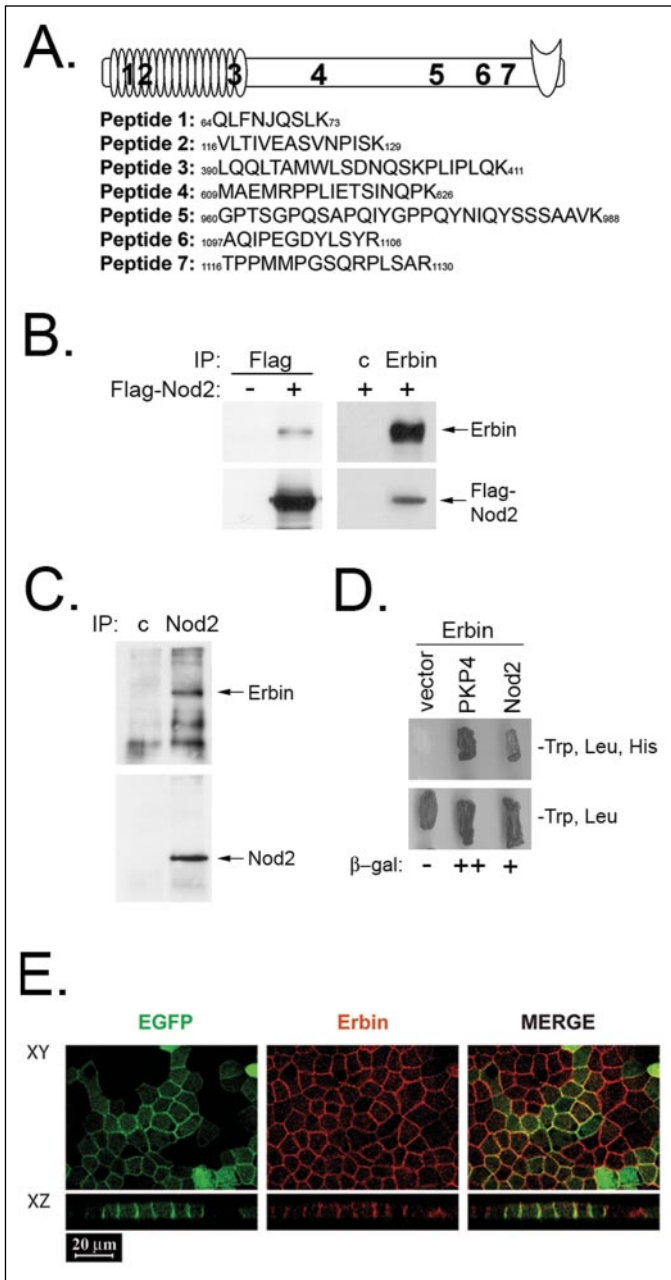 A.
1 2 3 4 5 6 7
Peptide 1: 64QLFNJQSLK73
Peptide 2: 116VLTIVEASVNPISK129
Peptide 3: 390LQQLTAMWLSDNQSKPLIPLQK411
Peptide 4: 609MAEMRPPLIETSINQPK626
Peptide 5: 960GPTSGPQSAPQIYGPPQYNIQYSSSAAVK988
Peptide 6: 1097AQIPEGDYLSYR1106
Peptide 7: 1116TPPMMPGSQRPLSAR1130
B.
IP: Flag c Erbin
Flag-Nod2: - + + +
Erbin
Flag-
Nod2
C.
IP: c Nod2
Erbin
Nod2
D.
Erbin
vector PKP4 Nod2
-Trp, Leu, His
-Trp, Leu
β-gal: - ++ +
E.
EGFP Erbin MERGE
XY
XZ
20 µm